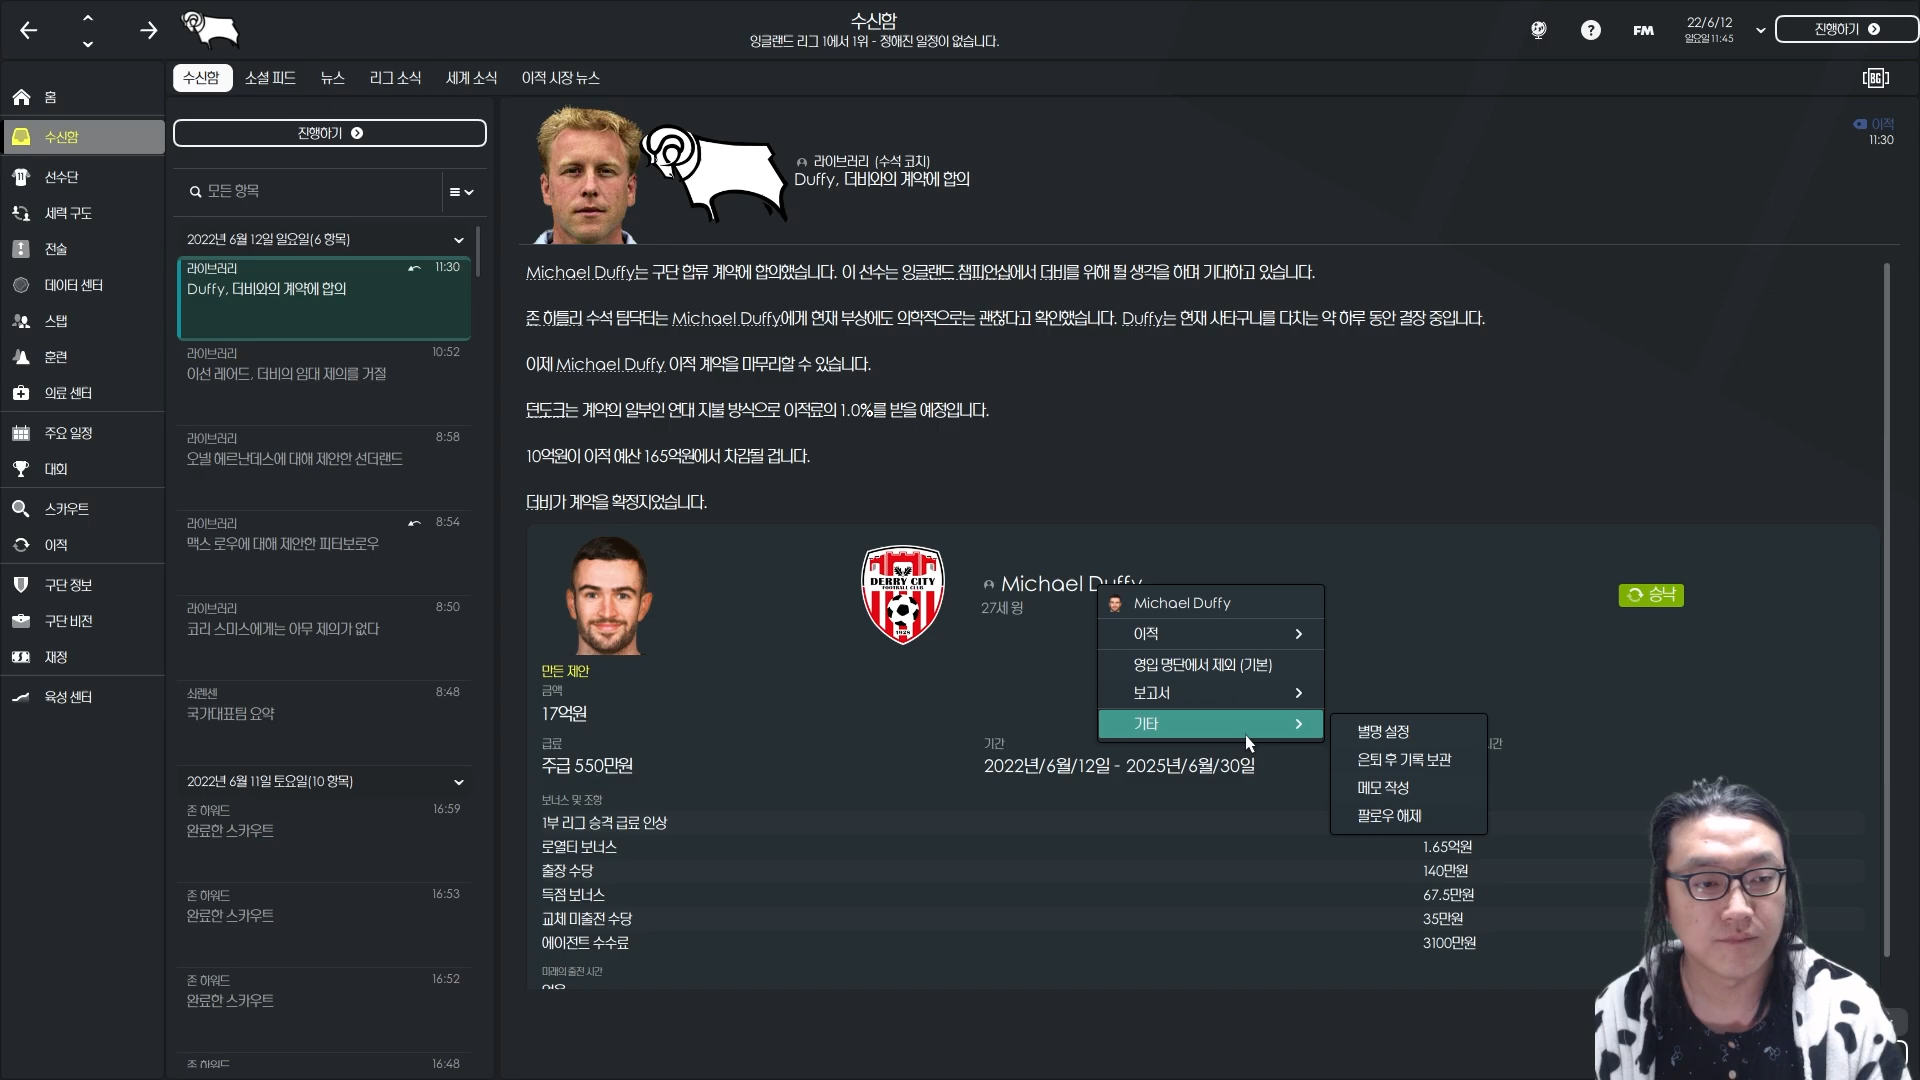 수신함
잉글랜드 리그 1에서 1위 - 정해진 일정이 없습니다.
FM
22/6/12
일요일 11:45
진행하기
홈
수신함
선수단
세력 구도
전술
데이터 센터
스탭
훈련
의료 센터
주요 일정
대회
스카우트
이적
구단 정보
구단 비전
재정
육성 센터
수신함 소셜 피드 뉴스 리그 소식 세계 소식 이적 시장 뉴스
BG
진행하기
모든 항목
2022년 6월 12일 일요일(6 항목)
라이브러리 11:30
Duffy, 더비와의 계약에 합의
라이브러리 10:52
이선 레어드, 더비의 임대 제의를 거절
라이브러리 8:58
오넬 에르난데스에 대해 제안한 선더랜드
라이브러리 8:54
맥스 로우에 대해 제안한 피터보로우
라이브러리 8:50
코리 스미스에게는 아무 제의가 없다
쇠렌센 8:48
국가대표팀 요약
2022년 6월 11일 토요일(10 항목)
존 하워드 16:59
완료한 스카우트
존 하워드 16:53
완료한 스카우트
존 하워드 16:52
완료한 스카우트
존 하워드 16:48
이적
11:30
라이브러리 (수석 코치)
Duffy, 더비와의 계약에 합의
Michael Duffy는 구단 합류 계약에 합의했습니다. 이 선수는 잉글랜드 챔피언십에서 더비를 위해 뛸 생각을 하며 기대하고 있습니다.
존 히틀리 수석 팀닥터는 Michael Duffy에게 현재 부상에도 의학적으로는 괜찮다고 확인했습니다. Duffy는 현재 사타구니를 다치는 약 하루 동안 결장 중입니다.
이제 Michael Duffy 이적 계약을 마무리할 수 있습니다.
던도크는 계약의 일부인 연대 지불 방식으로 이적료의 1.0%를 받을 예정입니다.
10억원이 이적 예산 165억원에서 차감될 겁니다.
더비가 계약을 확정지었습니다.
DERRY CITY
FOOTBALL CLUB
1928
Michael Duffy
27세 윙
승낙
Michael Duffy
이적
영입 명단에서 제외 (기본)
보고서
기타
별명 설정
은퇴 후 기록 보관
메모 작성
팔로우 해제
만든 제안
금액
17억원
급료
주급 550만원
기간
2022년/6월/12일 - 2025년/6월/30일
보너스 및 조항
1부 리그 승격 급료 인상
로열티 보너스 1.65억원
출장 수당 140만원
득점 보너스 67.5만원
교체 미출전 수당 35만원
에이전트 수수료 3100만원
미래의 출전 시간